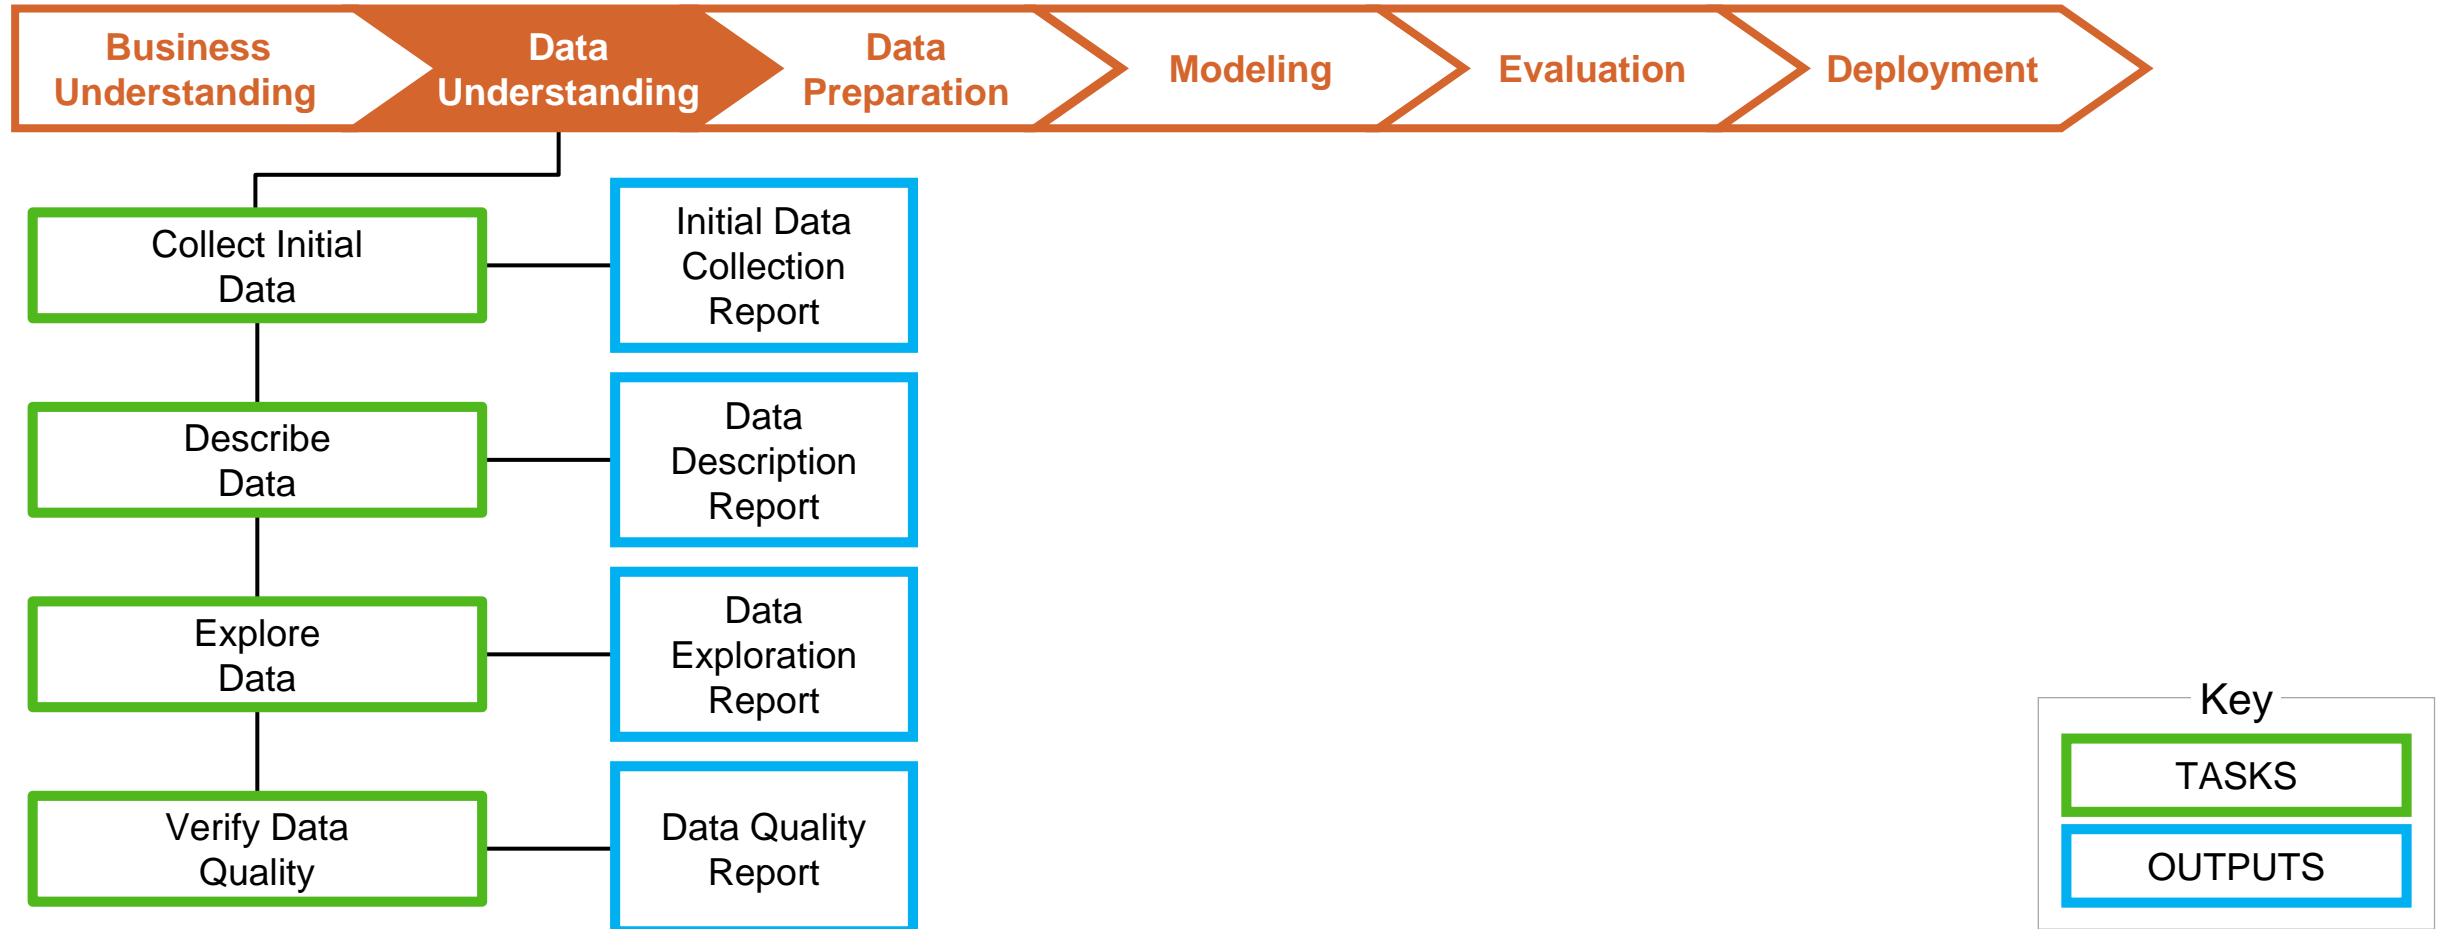 Business
Understanding
Data
Understanding
Data
Preparation
Modeling
Evaluation
Deployment
Collect Initial
Data
Initial Data
Collection
Report
Describe
Data
Data
Description
Report
Explore
Data
Data
Exploration
Report
Verify Data
Quality
Data Quality
Report
Key
TASKS
OUTPUTS